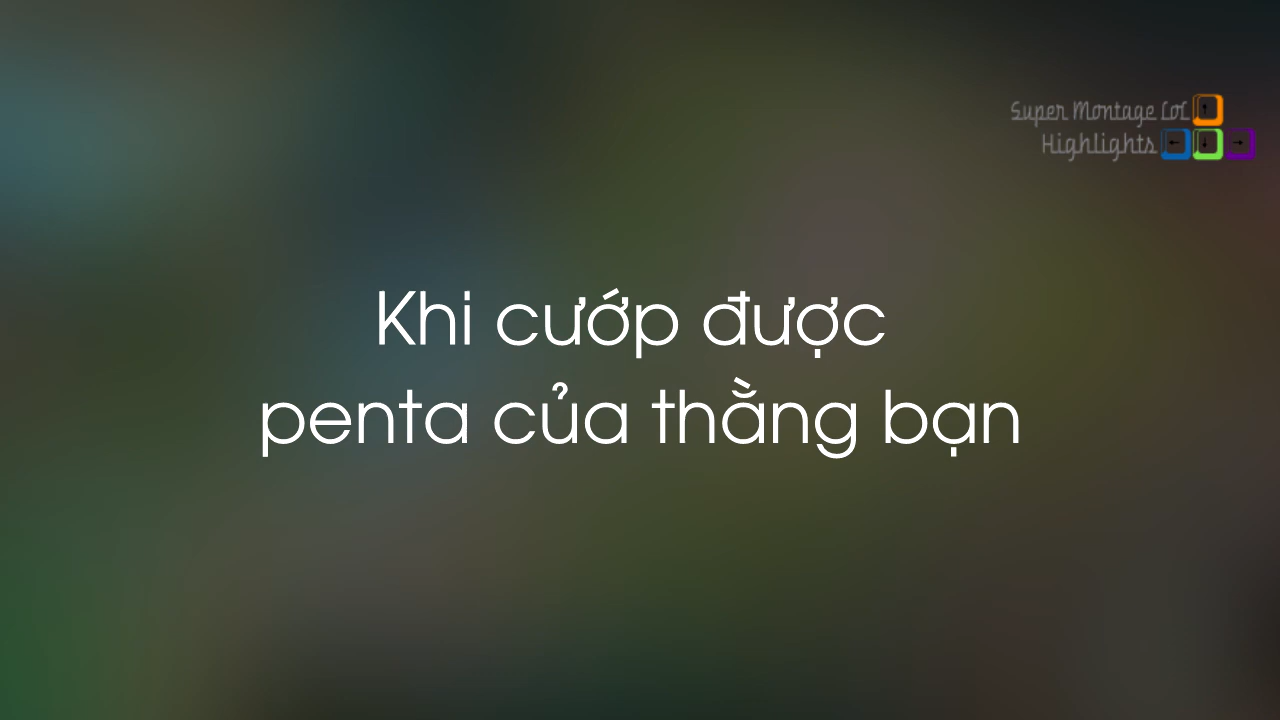 Super Montage LoL
Highlights
Khi cướp được
penta của thằng bạn